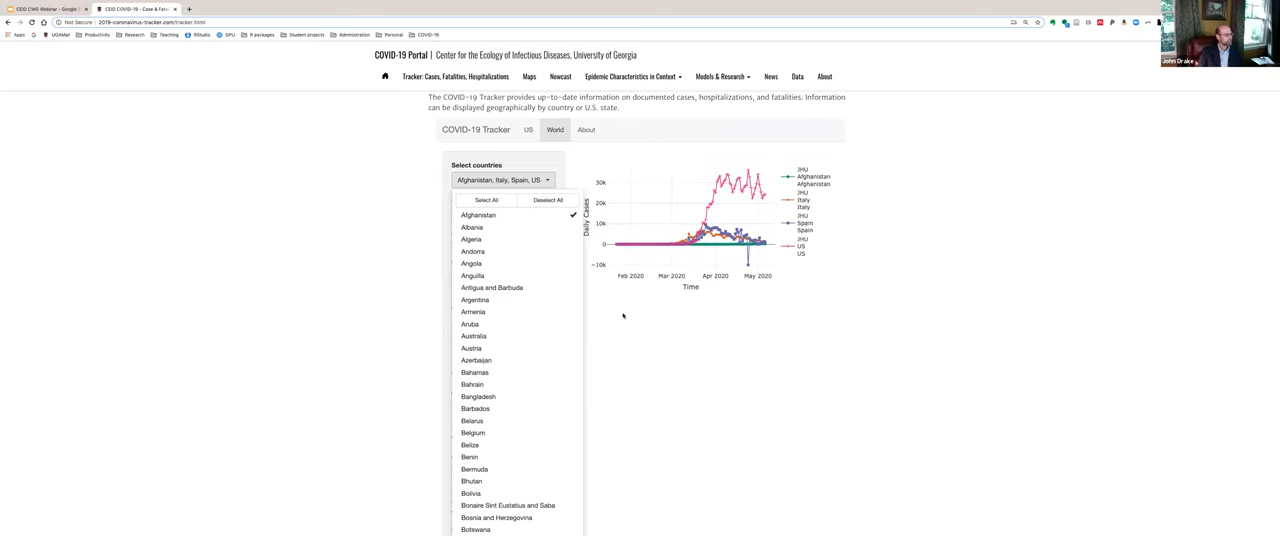 CEID CWG Webinar - Google S
CEID COVID-19 - Case & Fatal
Not Secure | 2019-coronavirus-tracker.com/tracker.html
Apps
UGAMail
Productivity
Research
Teaching
RStudio
GPU
R packages
Student projects
Administration
Personal
COVID-19
John Drake
COVID-19 Portal | Center for the Ecology of Infectious Diseases, University of Georgia
Tracker: Cases, Fatalities, Hospitalizations
Maps
Nowcast
Epidemic Characteristics in Context
Models & Research
News
Data
About
The COVID-19 Tracker provides up-to-date information on documented cases, hospitalizations, and fatalities. Information
can be displayed geographically by country or U.S. state.
COVID-19 Tracker
US
World
About
Select countries
Afghanistan, Italy, Spain, US
Select All
Deselect All
Afghanistan
Albania
Algeria
Andorra
Angola
Anguilla
Antigua and Barbuda
Argentina
Armenia
Aruba
Australia
Austria
Azerbaijan
Bahamas
Bahrain
Bangladesh
Barbados
Belarus
Belgium
Belize
Benin
Bermuda
Bhutan
Bolivia
Bonaire Sint Eustatius and Saba
Bosnia and Herzegovina
Botswana
Daily Cases
30k
20k
10k
0
−10k
Feb 2020
Mar 2020
Apr 2020
May 2020
Time
JHU
Afghanistan
Afghanistan
JHU
Italy
Italy
JHU
Spain
Spain
JHU
US
US